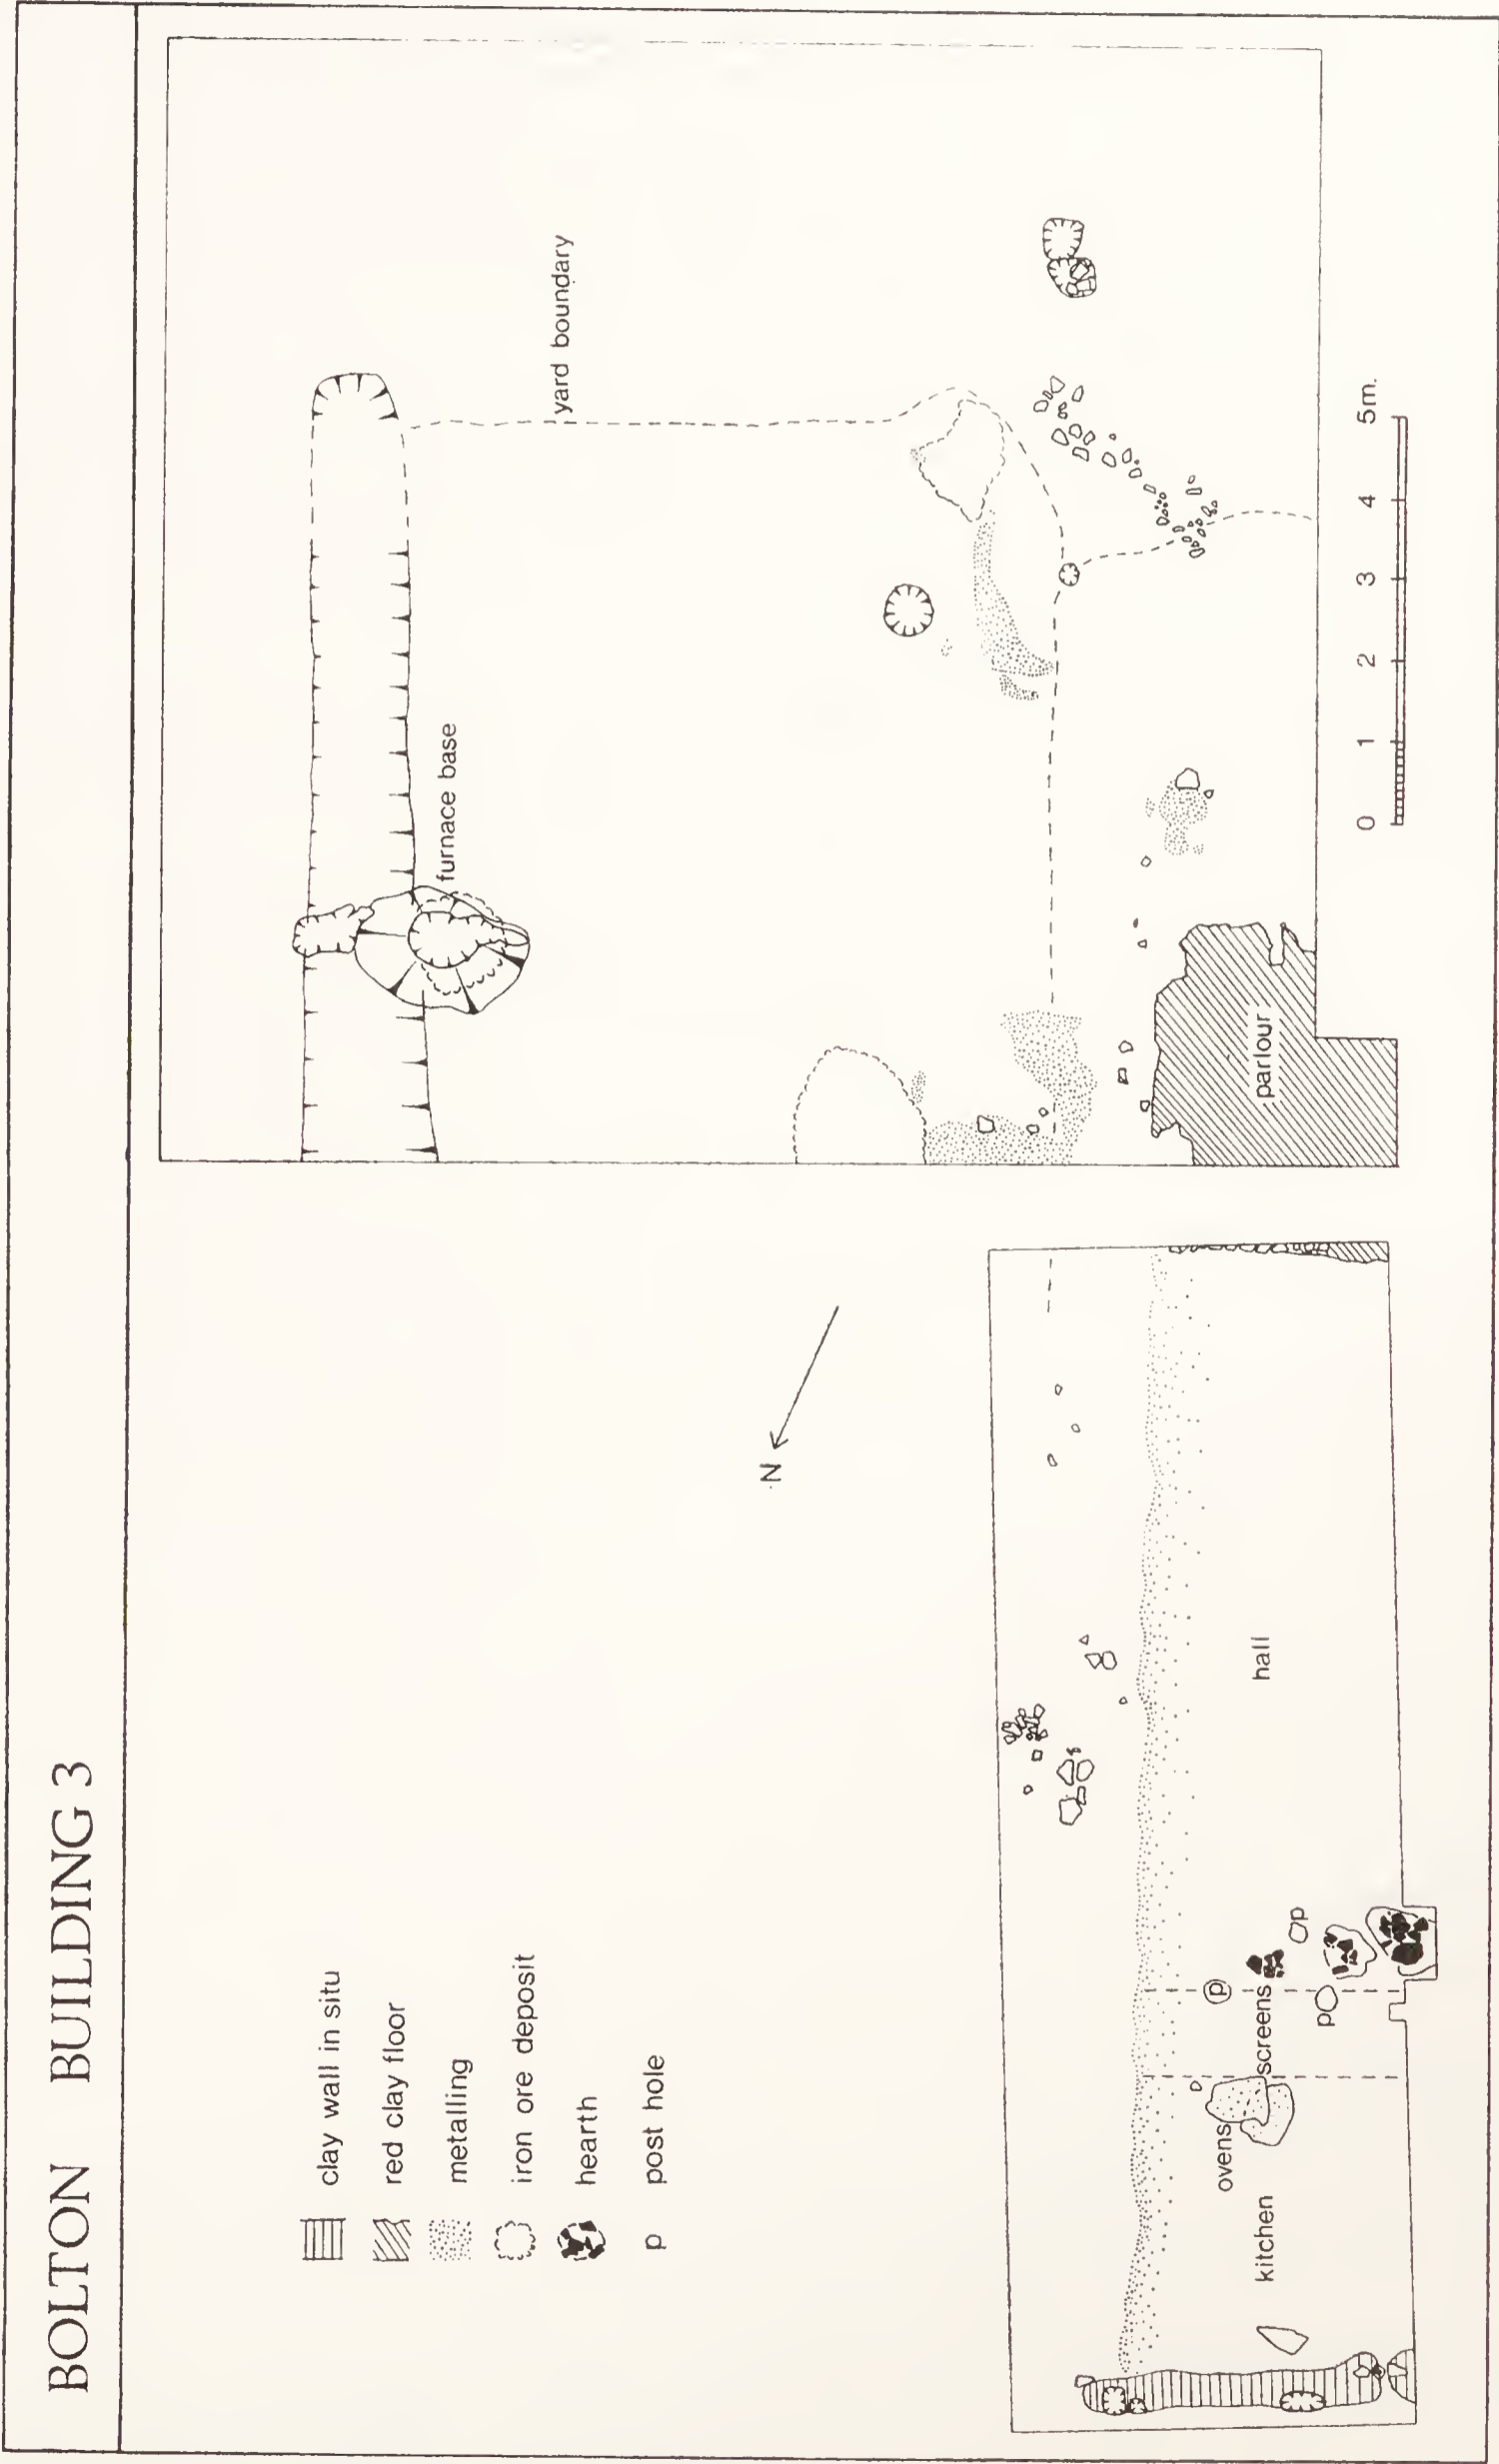 BOLTON BUILDING 3
clay wall in situ
red clay floor
metalling
iron ore deposit
hearth
p post hole
N
furnace base
yard boundary
kitchen
ovens
screens
p
p
p
hall
parlour
0 1 2 3 4 5m.